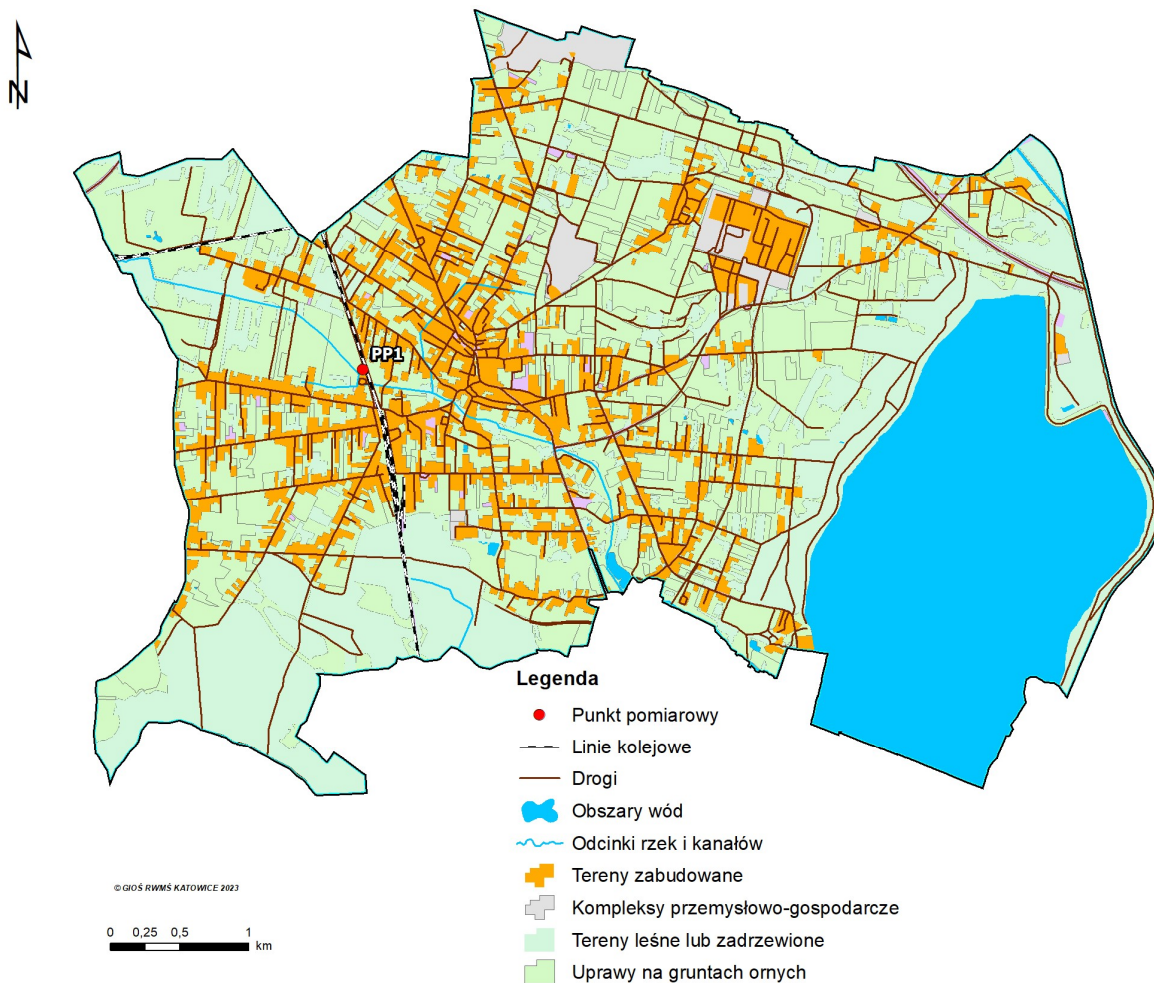 N
PP1
Legenda
Punkt pomiarowy
Linie kolejowe
Drogi
Obszary wód
Odcinki rzek i kanałów
Tereny zabudowane
Kompleksy przemysłowo-gospodarcze
Tereny leśne lub zadrzewione
Uprawy na gruntach ornych
© GIOŚ RWMŚ KATOWICE 2023
0 0,25 0,5 1
km